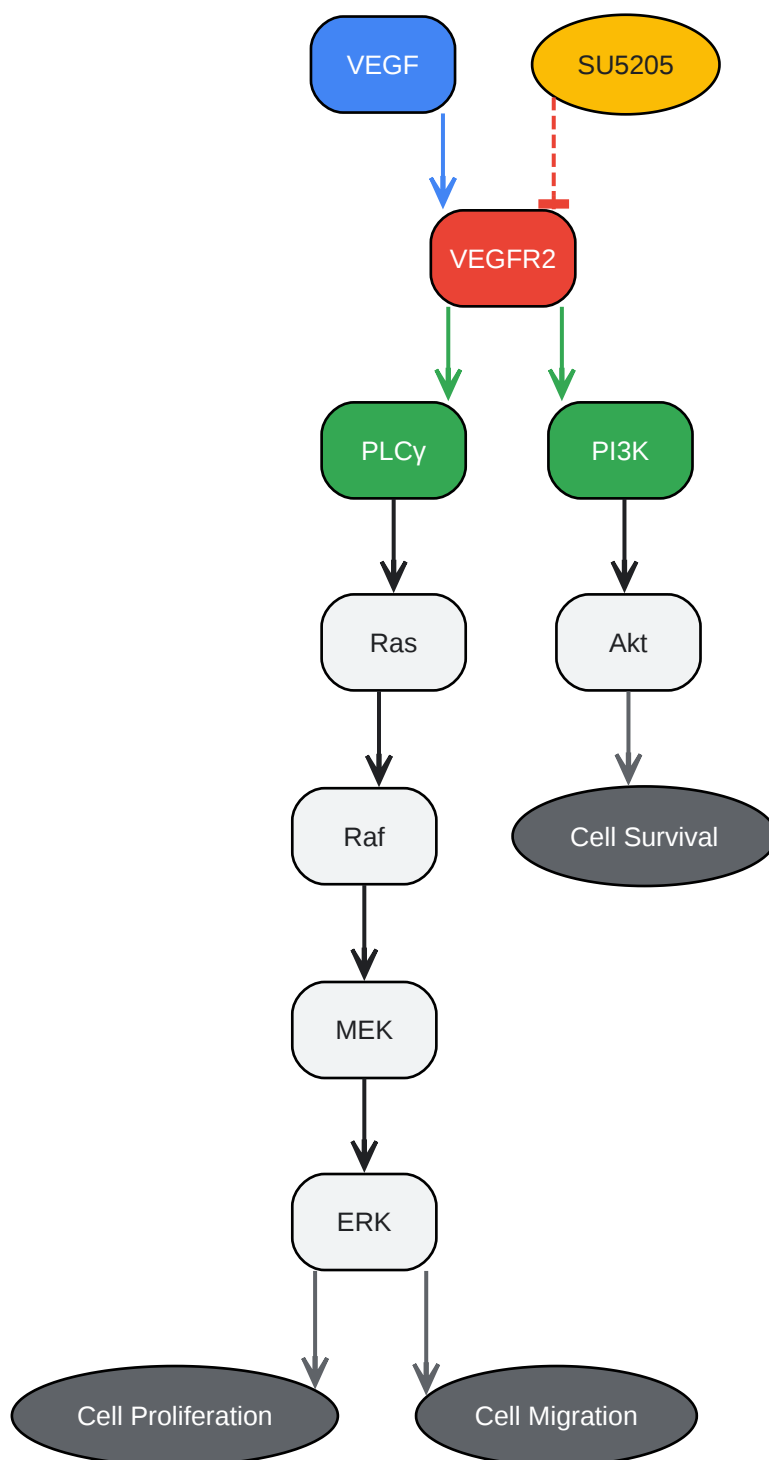 VEGF
SU5205
VEGFR2
PLCγ
PI3K
Ras
Akt
Raf
Cell Survival
MEK
ERK
Cell Proliferation
Cell Migration